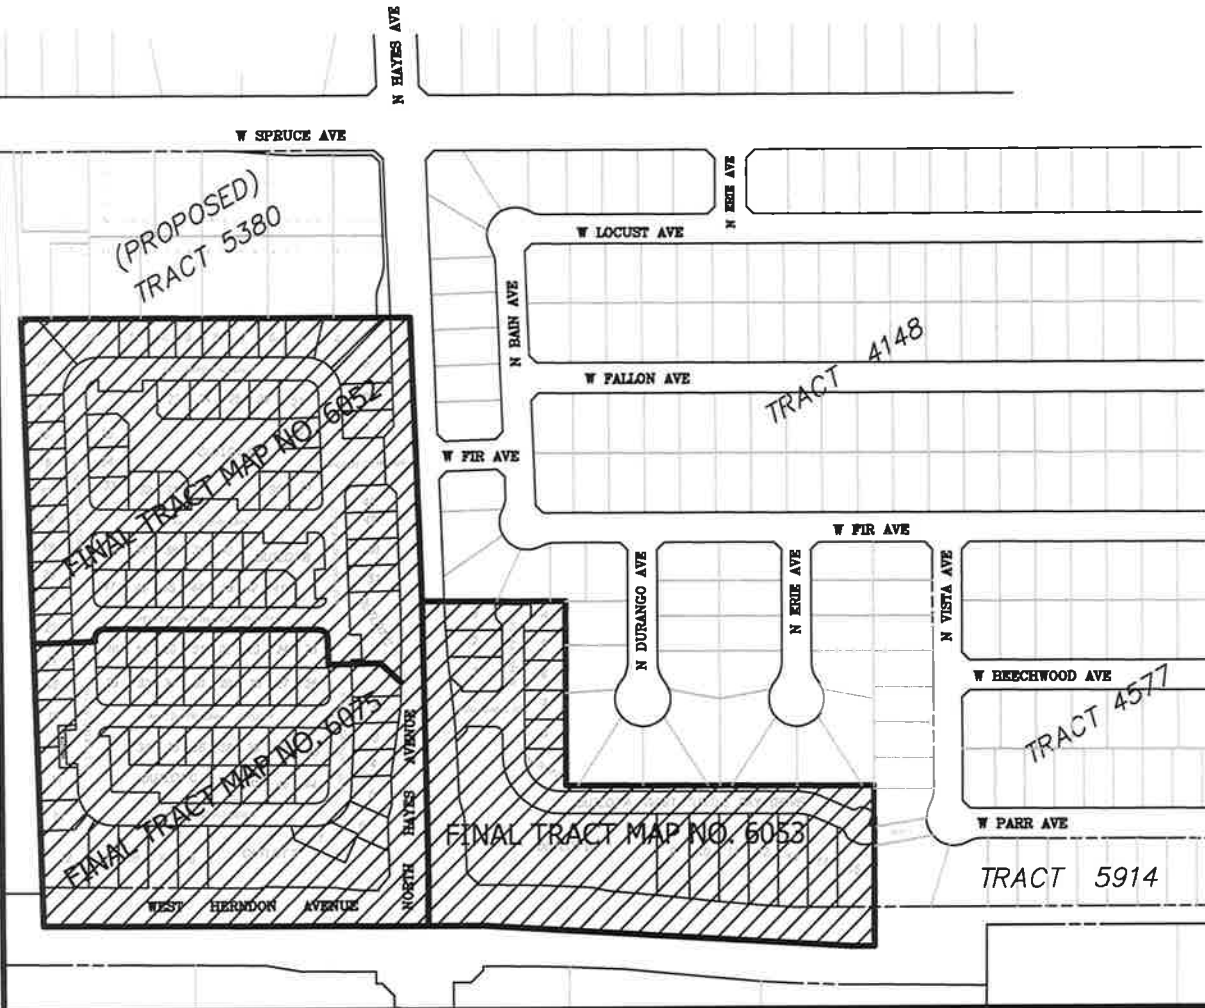 N HAYES AVE
W SPRUCE AVE
(PROPOSED)
TRACT 5380
N ERIE AVE
W LOCUST AVE
N BAIN AVE
TRACT 4148
W FALLON AVE
FINAL TRACT MAP NO. 6052
W FIR AVE
W FIR AVE
N DURANGO AVE
N ERIE AVE
N VISTA AVE
W BEECHWOOD AVE
TRACT 4577
FINAL TRACT MAP NO. 6075
NORTH HAYES AVENUE
FINAL TRACT MAP NO. 6053
W PARR AVE
TRACT 5914
WEST HERNDON AVENUE